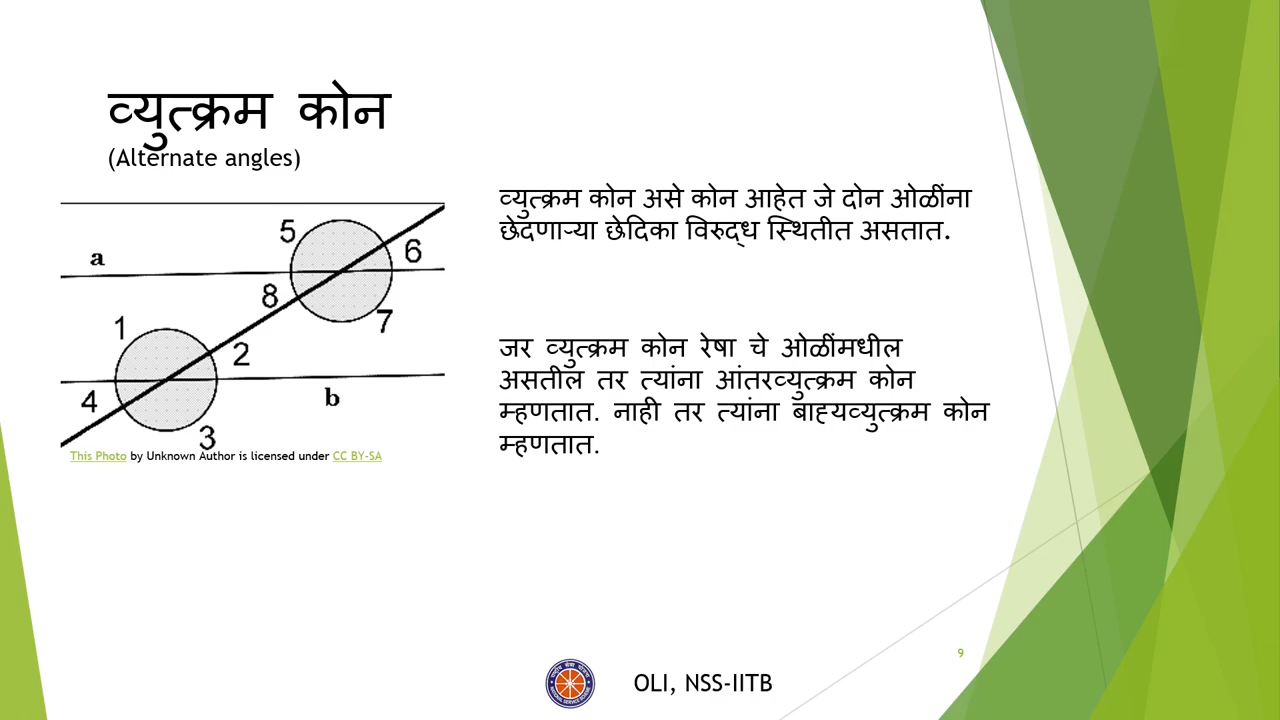 व्युत्क्रम कोन
(Alternate angles)
व्युत्क्रम कोन असे कोन आहेत जे दोन ओळींना
छेदणाऱ्या छेदिका विरुद्ध स्थितीत असतात.
5
6
a
8
7
1
2
4
b
3
जर व्युत्क्रम कोन रेषा चे ओळींमधील
असतील तर त्यांना आंतरव्युत्क्रम कोन
म्हणतात. नाही तर त्यांना बाह्यव्युत्क्रम कोन
म्हणतात.
This Photo by Unknown Author is licensed under CC BY-SA
9
OLI, NSS-IITB